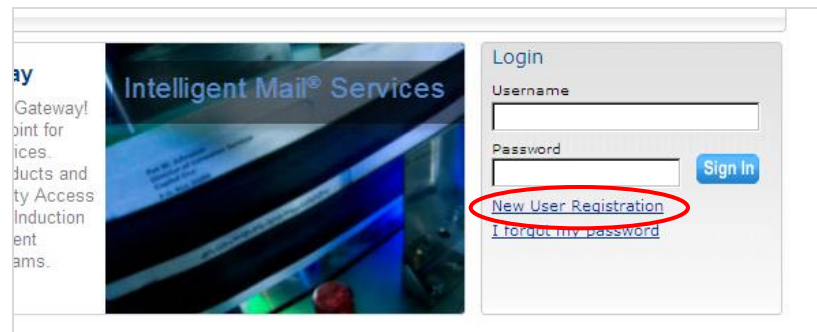 ay
Gateway!
oint for
ices.
ducts and
ty Access
Induction
ent
ams.
Intelligent Mail® Services
Login
Username
Password
Sign In
New User Registration
I forgot my password